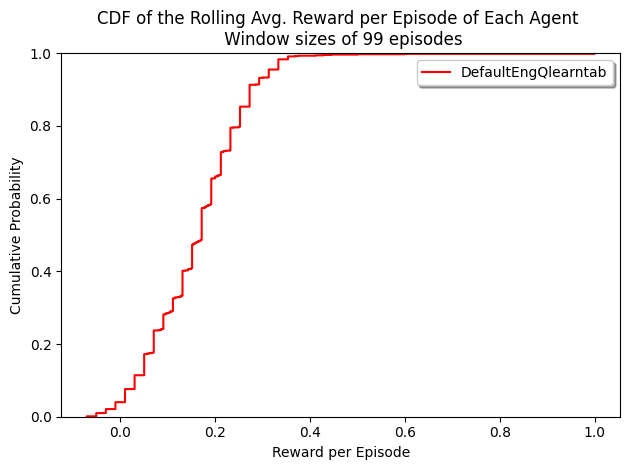 CDF of the Rolling Avg. Reward per Episode of Each Agent
Window sizes of 99 episodes
DefaultEngQlearntab
Cumulative Probability
1.0
0.8
0.6
0.4
0.2
0.0
0.0 0.2 0.4 0.6 0.8 1.0
Reward per Episode